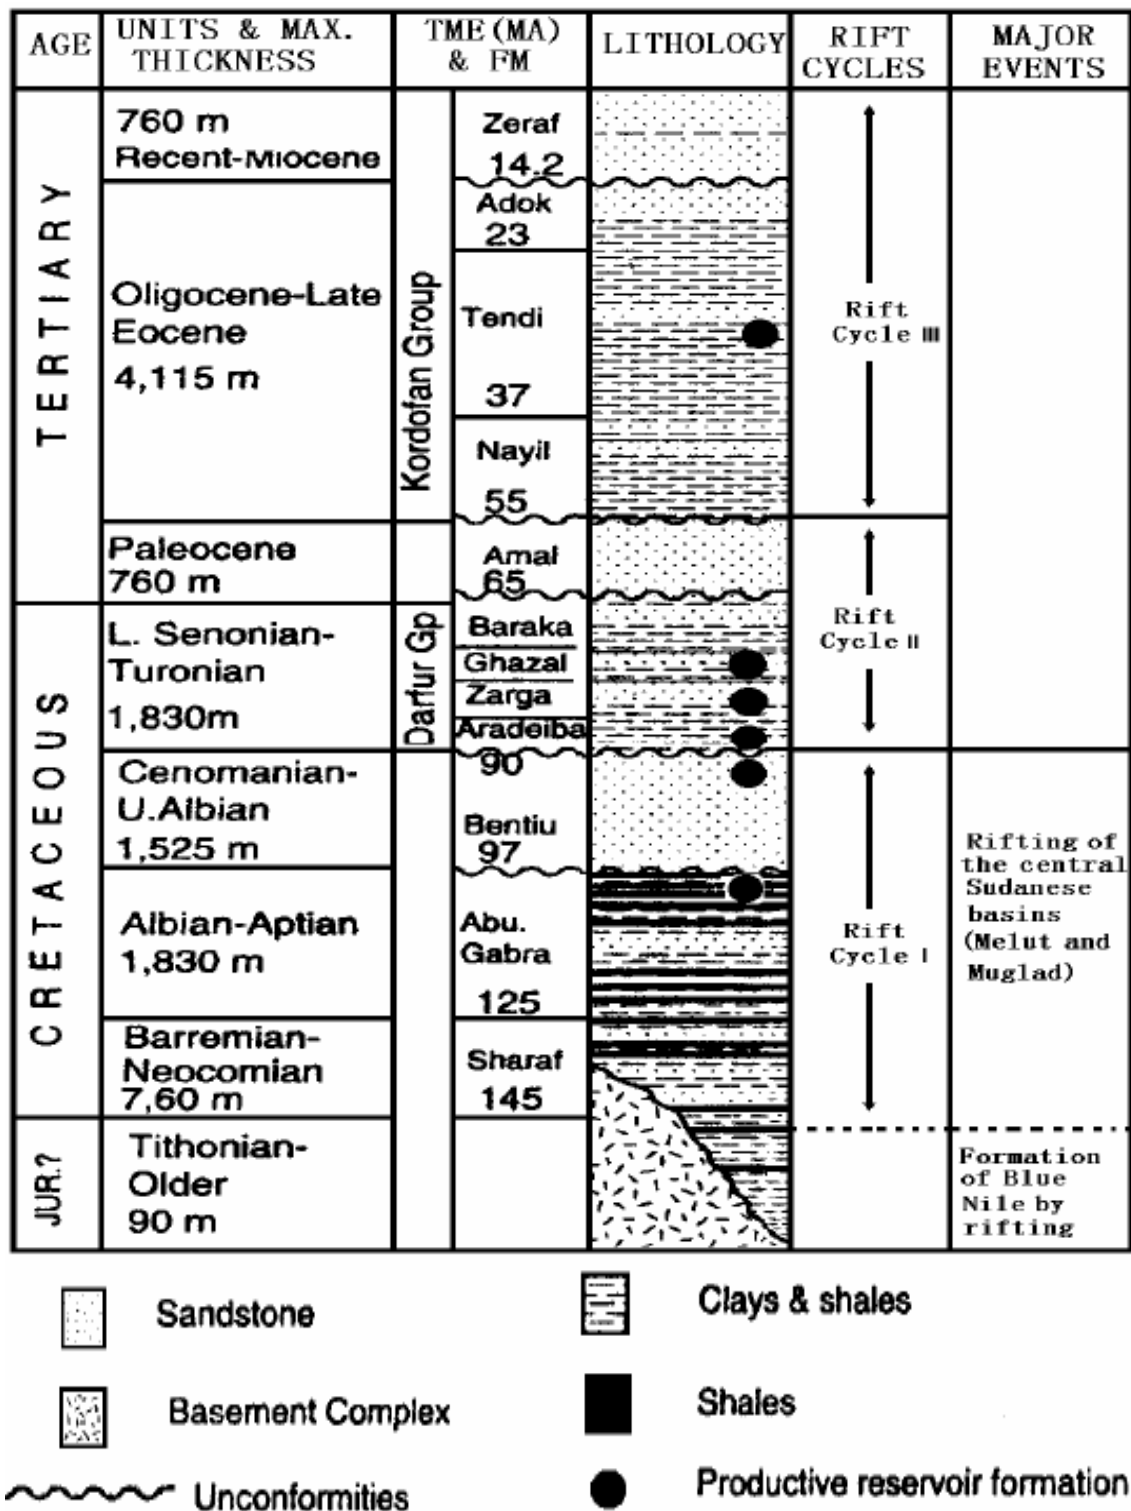 AGE
UNITS & MAX.
THICKNESS
TME(MA)
& FM
LITHOLOGY
RIFT
CYCLES
MAJOR
EVENTS
TERTIARY
CRETACEOUS
JUR.?
760 m
Recent-Miocene
Oligocene-Late
Eocene
4,115 m
Paleocene
760 m
L. Senonian-
Turonian
1,830m
Cenomanian-
U.Albian
1,525 m
Albian-Aptian
1,830 m
Barremian-
Neocomian
7,60 m
Tithonian-
Older
90 m
Kordofan Group
Darfur Gp
Zeraf
14.2
Adok
23
Tendi
37
Nayil
55
Amal
65
Baraka
Ghazal
Zarga
Aradeiba
90
Bentiu
97
Abu.
Gabra
125
Sharaf
145
Rift
Cycle III
Rift
Cycle II
Rift
Cycle I
Rifting of
the central
Sudanese
basins
(Melut and
Muglad)
Formation
of Blue
Nile by
rifting
Sandstone
Clays & shales
Basement Complex
Shales
Unconformities
Productive reservoir formation